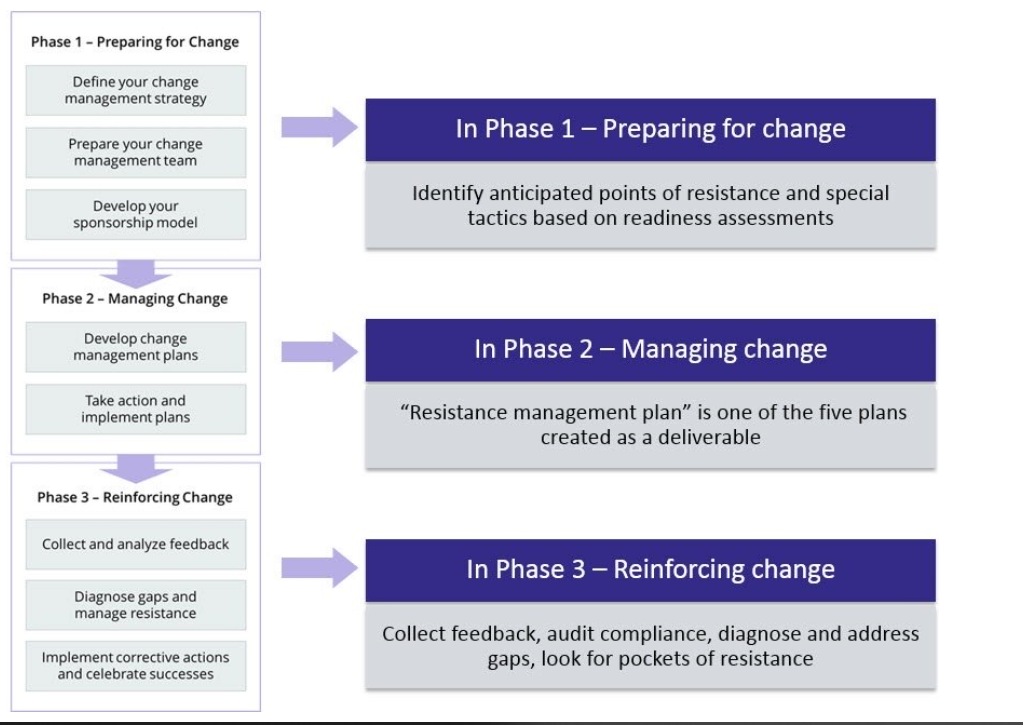 Phase 1 – Preparing for Change
Define your change
management strategy
Prepare your change
management team
Develop your
sponsorship model
Phase 2 – Managing Change
Develop change
management plans
Take action and
implement plans
Phase 3 – Reinforcing Change
Collect and analyze feedback
Diagnose gaps and
manage resistance
Implement corrective actions
and celebrate successes
In Phase 1 – Preparing for change
Identify anticipated points of resistance and special
tactics based on readiness assessments
In Phase 2 – Managing change
“Resistance management plan” is one of the five plans
created as a deliverable
In Phase 3 – Reinforcing change
Collect feedback, audit compliance, diagnose and address
gaps, look for pockets of resistance